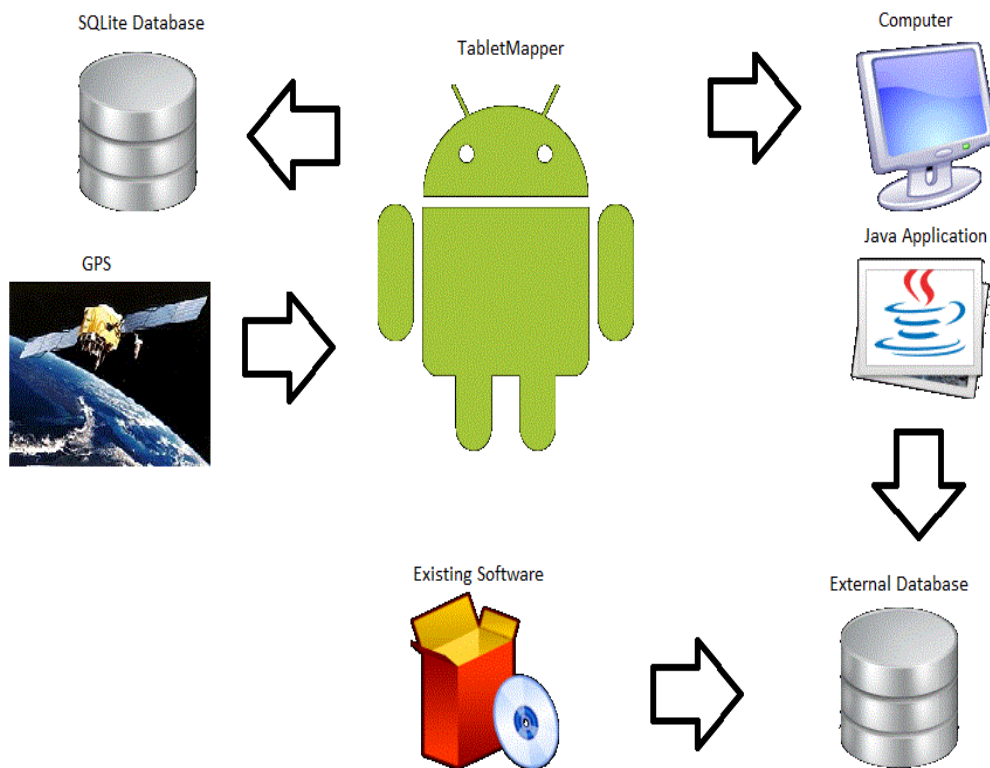 SQLite Database
TabletMapper
Computer
GPS
Java Application
Existing Software
External Database